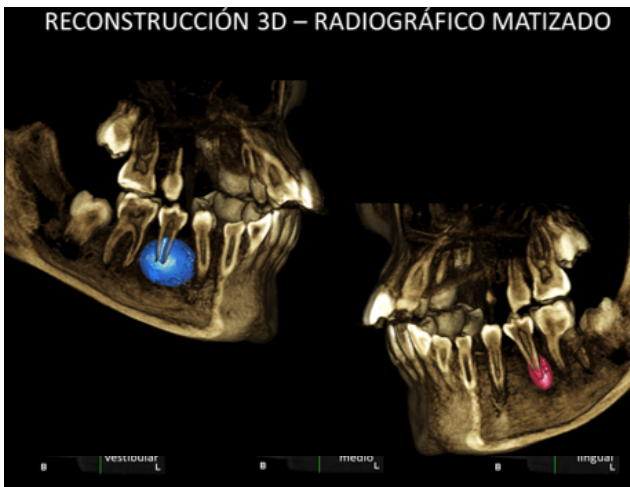 RECONSTRUCCIÓN 3D – RADIOGRÁFICO MATIZADO
vestibular
medio
lingual
B L
B L
B L